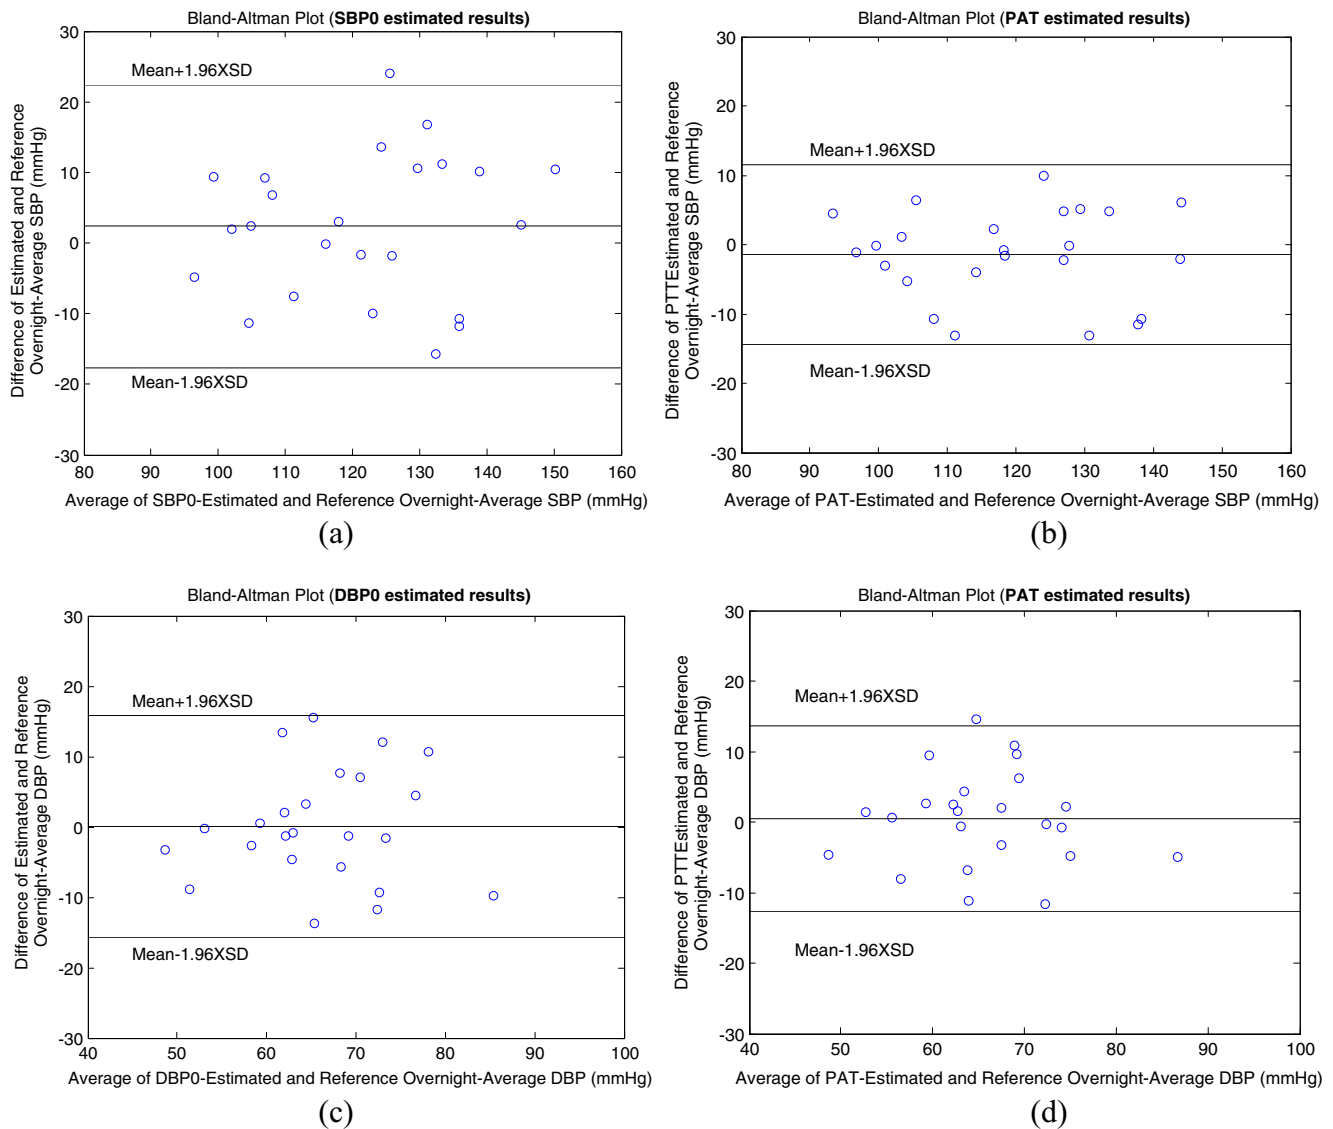 Bland-Altman Plot (SBP0 estimated results)
30
20
10
0
-10
-20
-30
Difference of Estimated and Reference
Overnight-Average SBP (mmHg)
Mean+1.96XSD
Mean-1.96XSD
80 90 100 110 120 130 140 150 160
Average of SBP0-Estimated and Reference Overnight-Average SBP (mmHg)
(a)
Bland-Altman Plot (PAT estimated results)
30
20
10
0
-10
-20
-30
Difference of PTTEstimated and Reference
Overnight-Average SBP (mmHg)
Mean+1.96XSD
Mean-1.96XSD
80 90 100 110 120 130 140 150 160
Average of PAT-Estimated and Reference Overnight-Average SBP (mmHg)
(b)
Bland-Altman Plot (DBP0 estimated results)
30
20
10
0
-10
-20
-30
Difference of Estimated and Reference
Overnight-Average DBP (mmHg)
Mean+1.96XSD
Mean-1.96XSD
40 50 60 70 80 90 100
Average of DBP0-Estimated and Reference Overnight-Average DBP (mmHg)
(c)
Bland-Altman Plot (PAT estimated results)
30
20
10
0
-10
-20
-30
Difference of PTTEstimated and Reference
Overnight-Average DBP (mmHg)
Mean+1.96XSD
Mean-1.96XSD
40 50 60 70 80 90 100
Average of PAT-Estimated and Reference Overnight-Average DBP (mmHg)
(d)